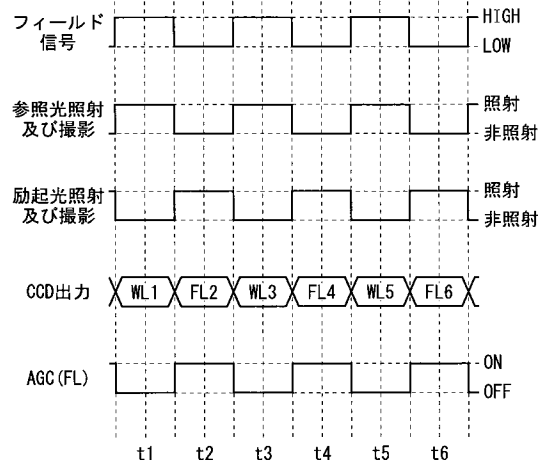 フィールド
信号
HIGH
LOW
参照光照射
及び撮影
照射
非照射
励起光照射
及び撮影
照射
非照射
CCD出力
WL1 FL2 WL3 FL4 WL5 FL6
AGC(FL)
ON
OFF
t1 t2 t3 t4 t5 t6